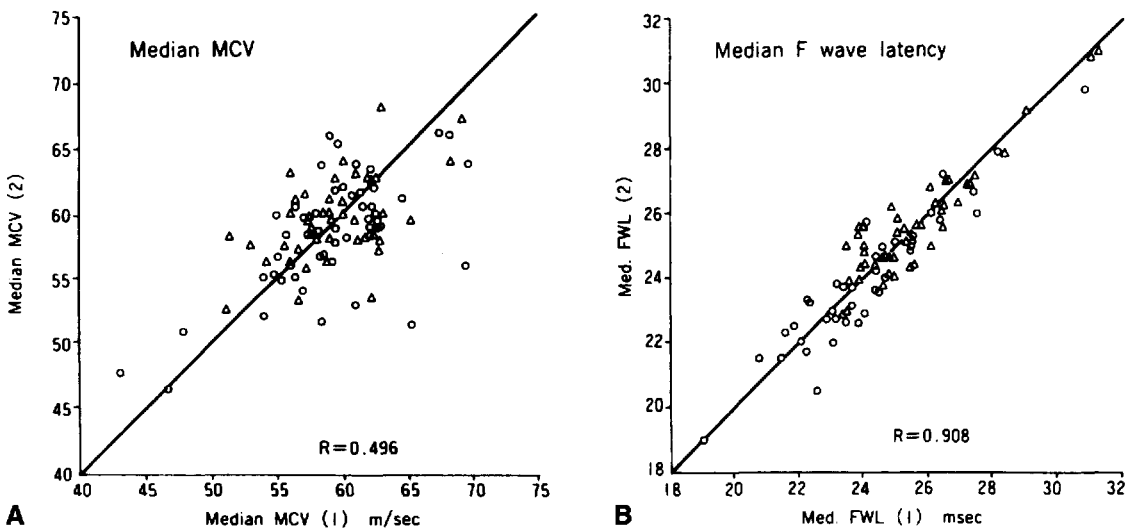 Median MCV
75
70
65
60
55
50
45
40
Median MCV (2)
R=0.496
40 45 50 55 60 65 70 75
Median MCV (1) m/sec
A
Median F wave latency
32
30
28
26
24
22
20
18
Med. FWL (2)
R=0.908
18 20 22 24 26 28 30 32
Med. FWL (1) msec
B